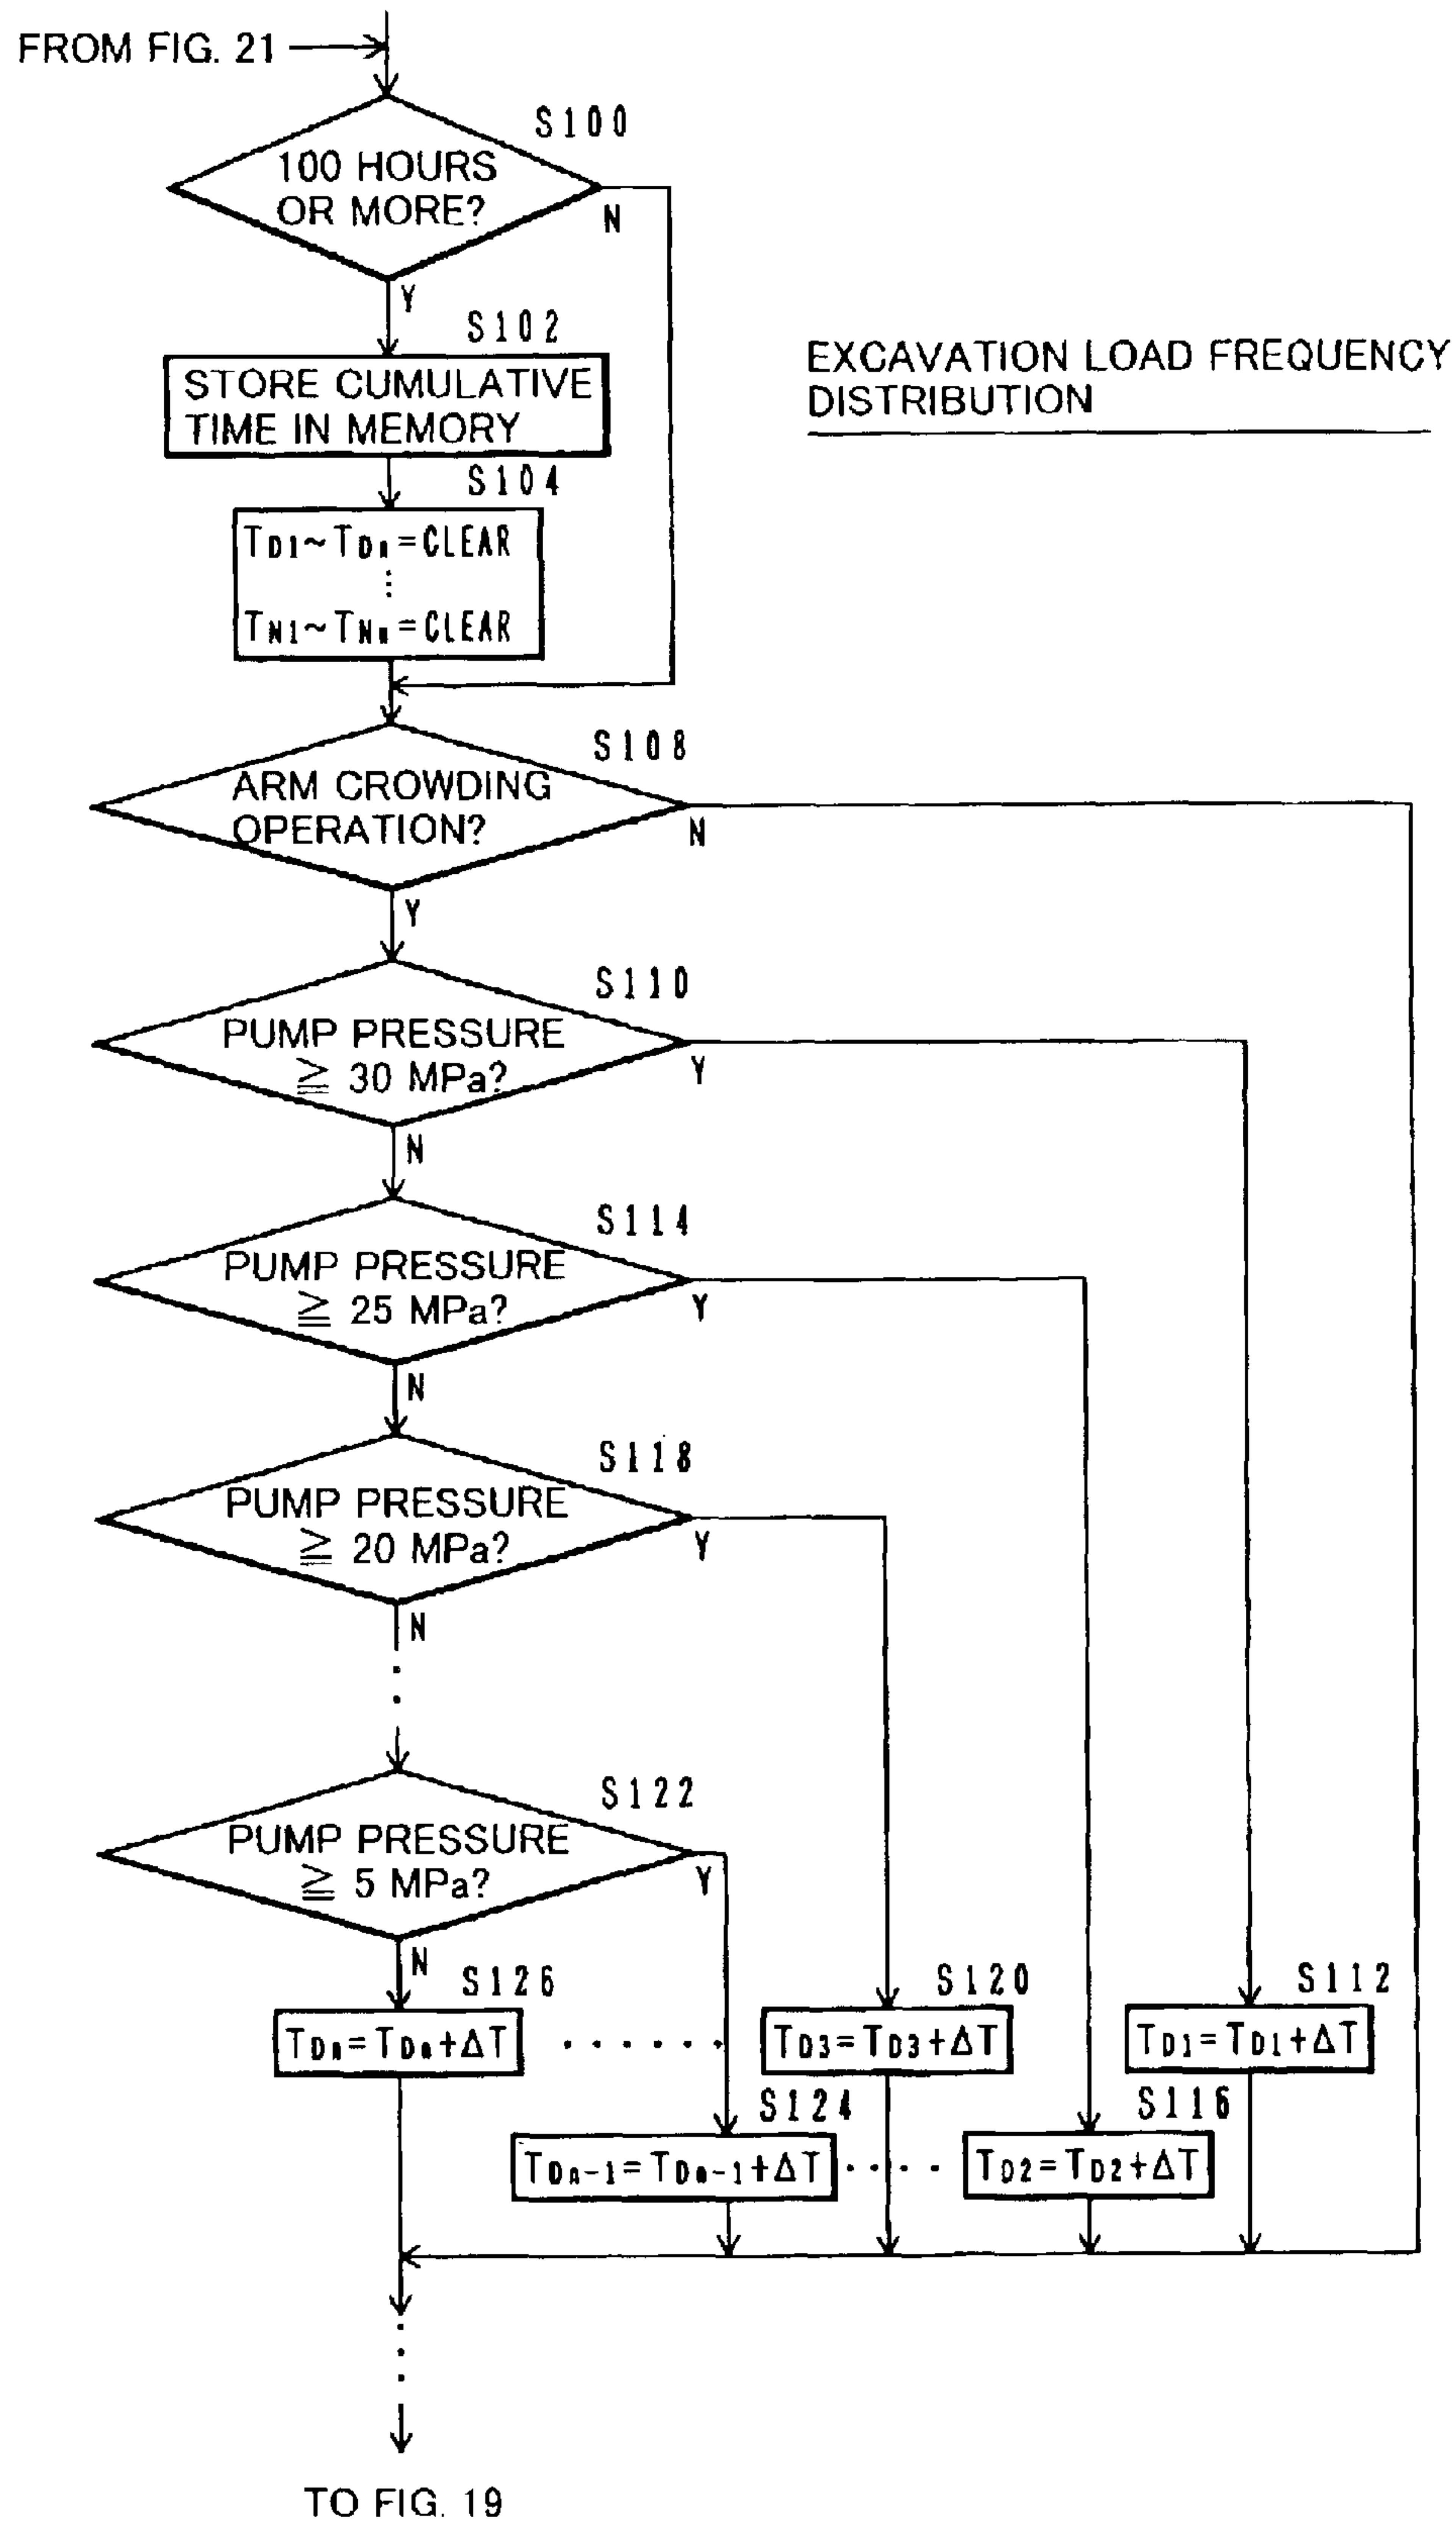 FROM FIG. 21
S100
100 HOURS
OR MORE?
N
Y
S102
STORE CUMULATIVE
TIME IN MEMORY
EXCAVATION LOAD FREQUENCY
DISTRIBUTION
S104
TD1~TDn=CLEAR
⋮
TN1~TNn=CLEAR
S108
ARM CROWDING
OPERATION?
N
Y
S110
PUMP PRESSURE
≧ 30 MPa?
Y
N
S114
PUMP PRESSURE
≧ 25 MPa?
Y
N
S118
PUMP PRESSURE
≧ 20 MPa?
Y
N
S122
PUMP PRESSURE
≧ 5 MPa?
Y
N
S126
TDn=TDn+ΔT
S120
TD3=TD3+ΔT
S112
TD1=TD1+ΔT
S124
TDn-1=TDn-1+ΔT
S116
TD2=TD2+ΔT
TO FIG. 19